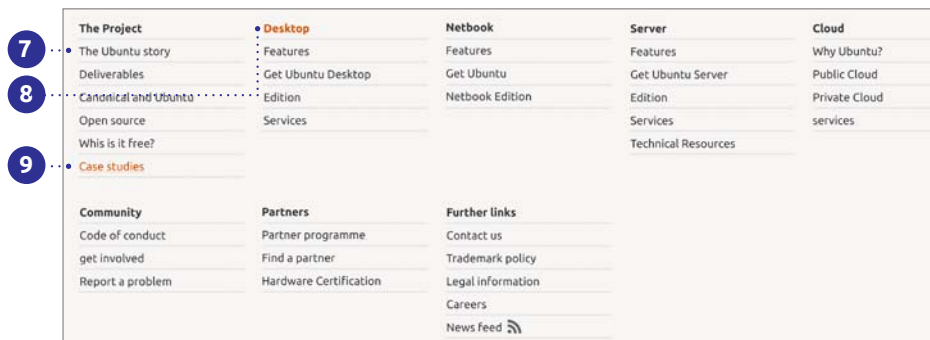 The Project
7
The Ubuntu story
Deliverables
8
Canonical and Ubuntu
Open source
Whis is it free?
9
Case studies
Desktop
Features
Get Ubuntu Desktop
Edition
Services
Netbook
Features
Get Ubuntu
Netbook Edition
Server
Features
Get Ubuntu Server
Edition
Services
Technical Resources
Cloud
Why Ubuntu?
Public Cloud
Private Cloud
services
Community
Code of conduct
get involved
Report a problem
Partners
Partner programme
Find a partner
Hardware Certification
Further links
Contact us
Trademark policy
Legal information
Careers
News feed